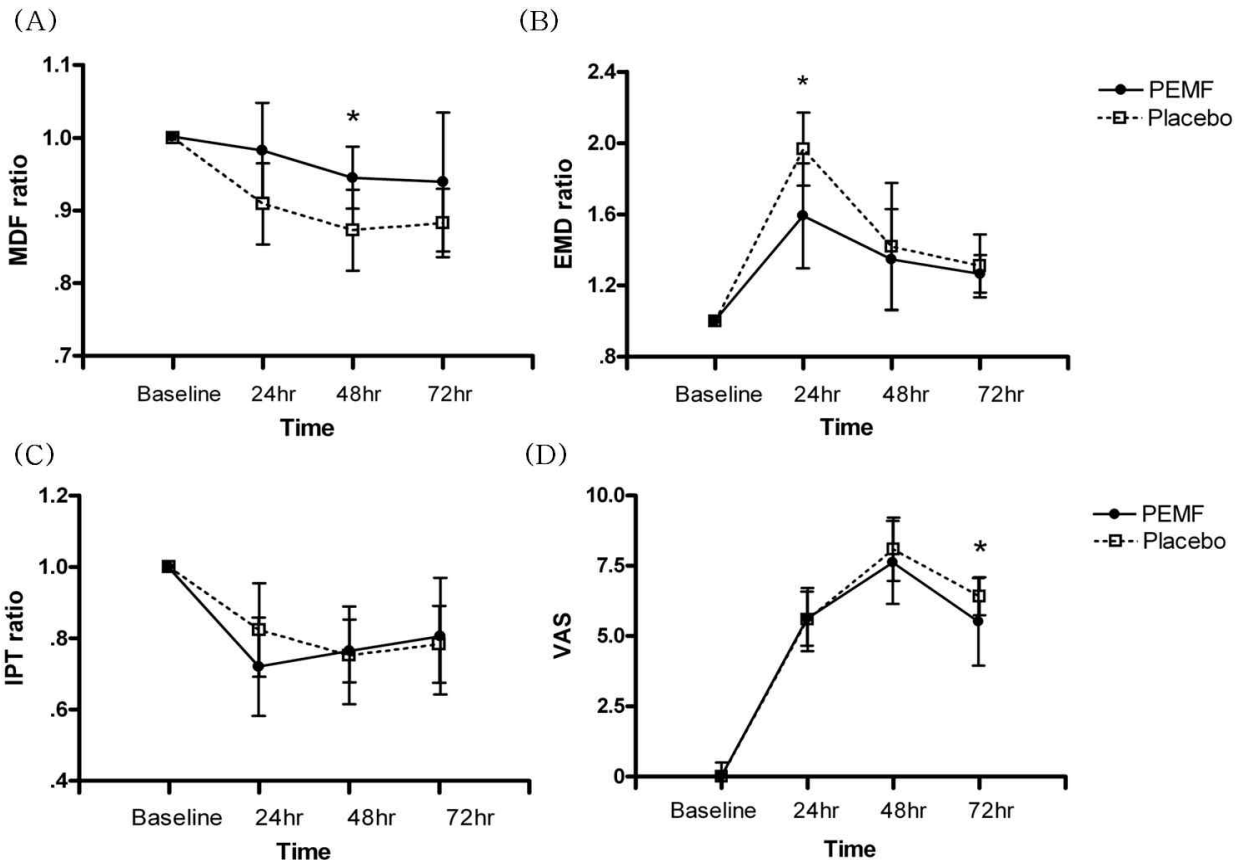 (A)
1.1
1.0
.9
.8
.7
MDF ratio
*
Baseline 24hr 48hr 72hr
Time
(B)
2.4
2.0
1.6
1.2
.8
EMD ratio
*
Baseline 24hr 48hr 72hr
Time
PEMF
Placebo
(C)
1.2
1.0
.8
.6
.4
IPT ratio
Baseline 24hr 48hr 72hr
Time
(D)
10.0
7.5
5.0
2.5
0
VAS
*
Baseline 24hr 48hr 72hr
Time
PEMF
Placebo